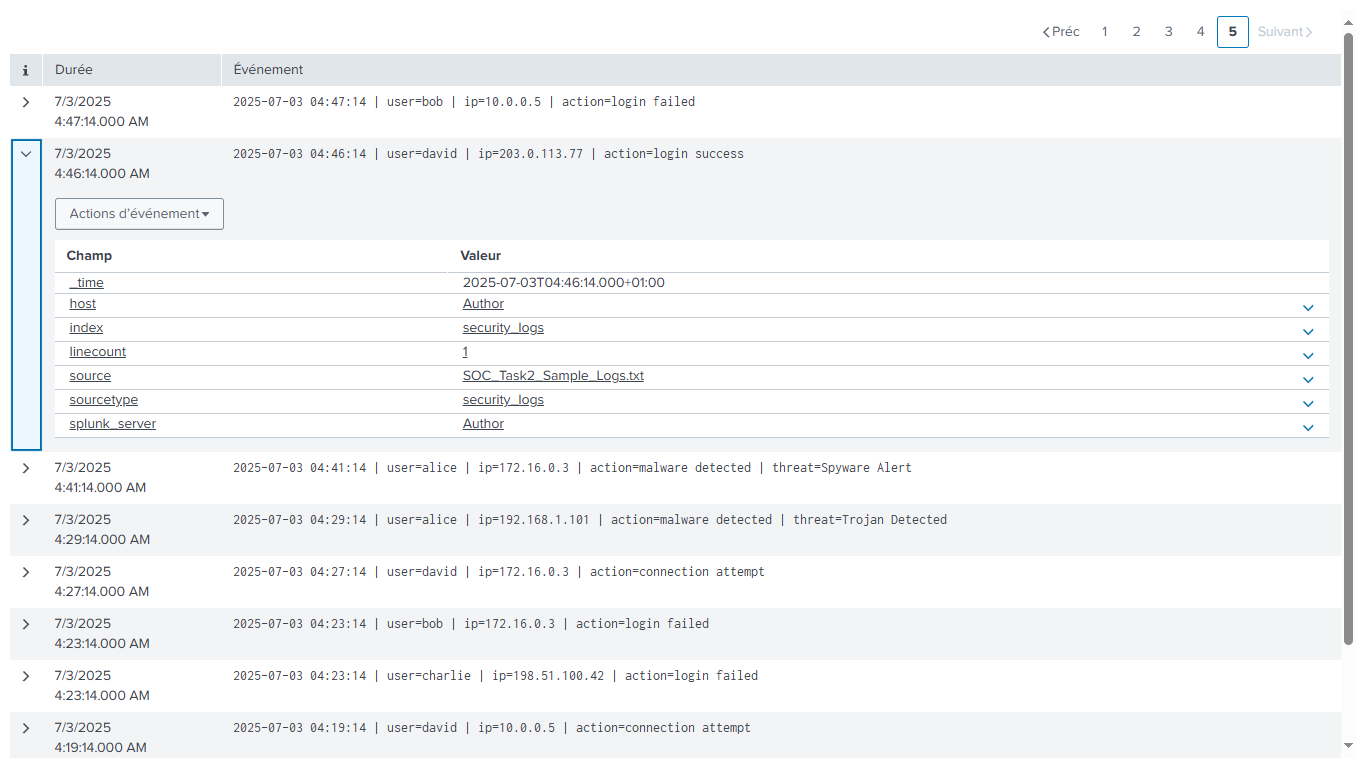 Préc 1 2 3 4 5 Suivant
i Durée Événement
7/3/2025 2025-07-03 04:47:14 | user=bob | ip=10.0.0.5 | action=login failed
4:47:14.000 AM
7/3/2025 2025-07-03 04:46:14 | user=david | ip=203.0.113.77 | action=login success
4:46:14.000 AM
Actions d'événement
Champ Valeur
_time 2025-07-03T04:46:14.000+01:00
host Author
index security_logs
linecount 1
source SOC_Task2_Sample_Logs.txt
sourcetype security_logs
splunk_server Author
7/3/2025 2025-07-03 04:41:14 | user=alice | ip=172.16.0.3 | action=malware detected | threat=Spyware Alert
4:41:14.000 AM
7/3/2025 2025-07-03 04:29:14 | user=alice | ip=192.168.1.101 | action=malware detected | threat=Trojan Detected
4:29:14.000 AM
7/3/2025 2025-07-03 04:27:14 | user=david | ip=172.16.0.3 | action=connection attempt
4:27:14.000 AM
7/3/2025 2025-07-03 04:23:14 | user=bob | ip=172.16.0.3 | action=login failed
4:23:14.000 AM
7/3/2025 2025-07-03 04:23:14 | user=charlie | ip=198.51.100.42 | action=login failed
4:23:14.000 AM
7/3/2025 2025-07-03 04:19:14 | user=david | ip=10.0.0.5 | action=connection attempt
4:19:14.000 AM